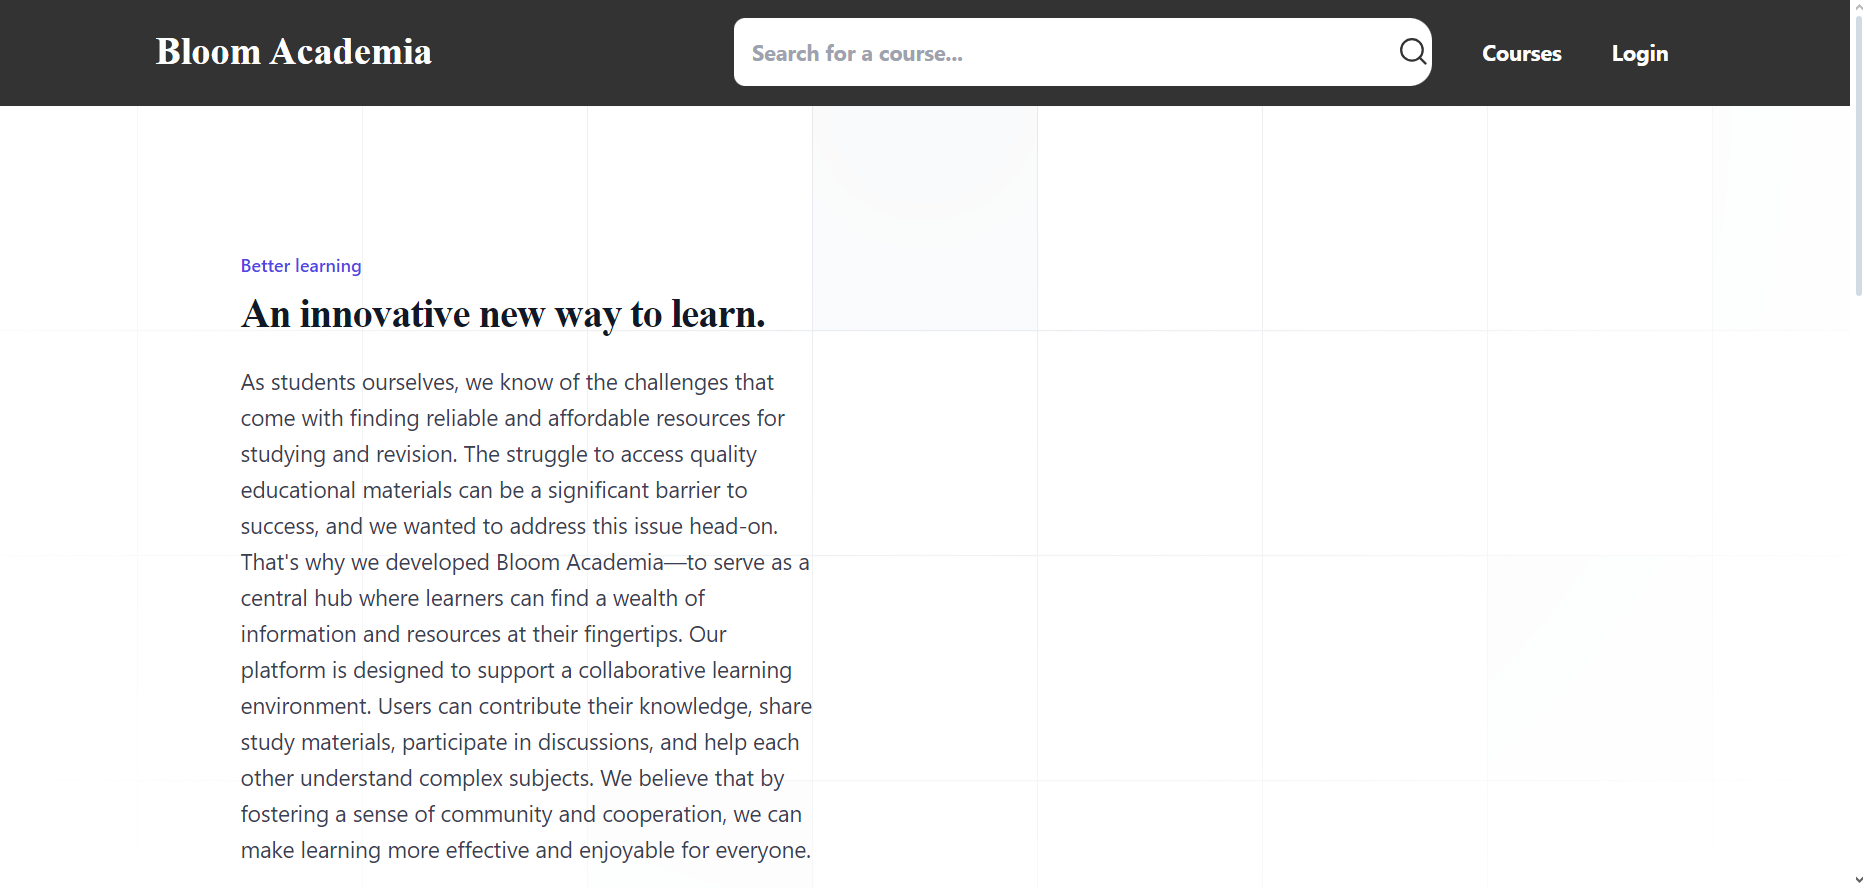 Bloom Academia
Search for a course...
Courses
Login
Better learning
An innovative new way to learn.
As students ourselves, we know of the challenges that
come with finding reliable and affordable resources for
studying and revision. The struggle to access quality
educational materials can be a significant barrier to
success, and we wanted to address this issue head-on.
That's why we developed Bloom Academia—to serve as a
central hub where learners can find a wealth of
information and resources at their fingertips. Our
platform is designed to support a collaborative learning
environment. Users can contribute their knowledge, share
study materials, participate in discussions, and help each
other understand complex subjects. We believe that by
fostering a sense of community and cooperation, we can
make learning more effective and enjoyable for everyone.